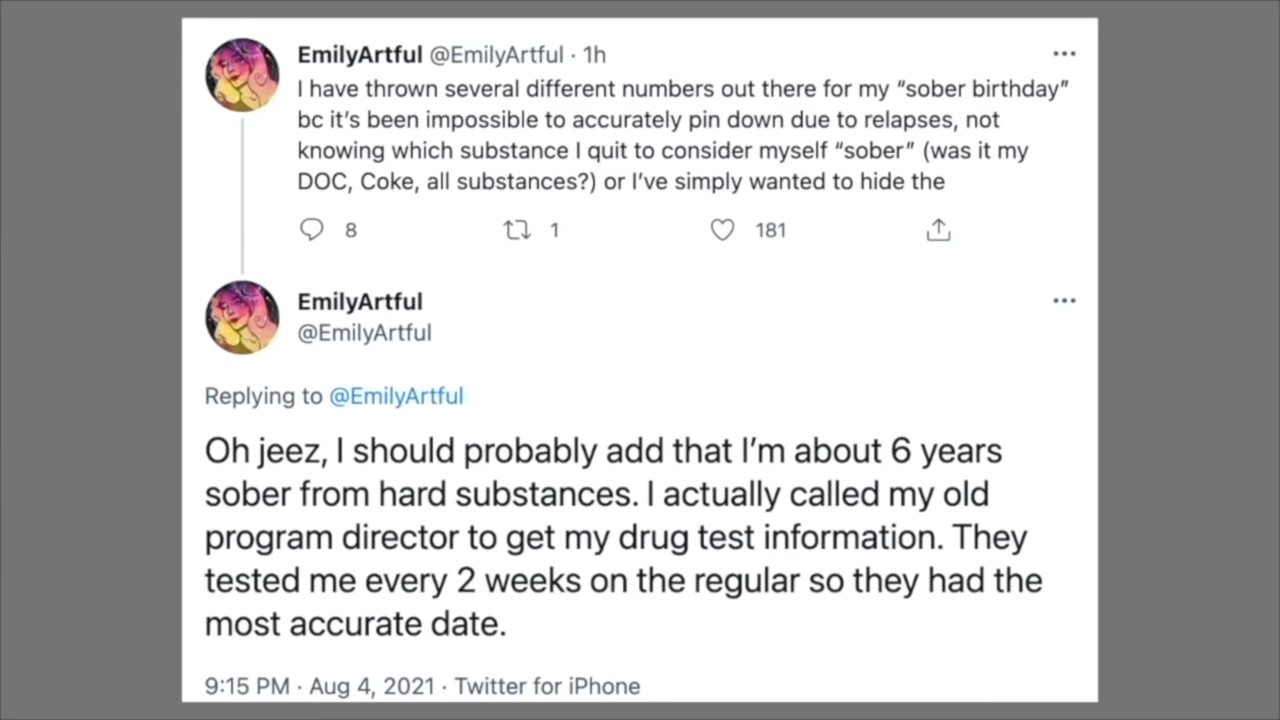 EmilyArtful @EmilyArtful · 1h
I have thrown several different numbers out there for my “sober birthday”
bc it’s been impossible to accurately pin down due to relapses, not
knowing which substance I quit to consider myself “sober” (was it my
DOC, Coke, all substances?) or I’ve simply wanted to hide the
8 1 181
EmilyArtful
@EmilyArtful
Replying to @EmilyArtful
Oh jeez, I should probably add that I’m about 6 years
sober from hard substances. I actually called my old
program director to get my drug test information. They
tested me every 2 weeks on the regular so they had the
most accurate date.
9:15 PM · Aug 4, 2021 · Twitter for iPhone